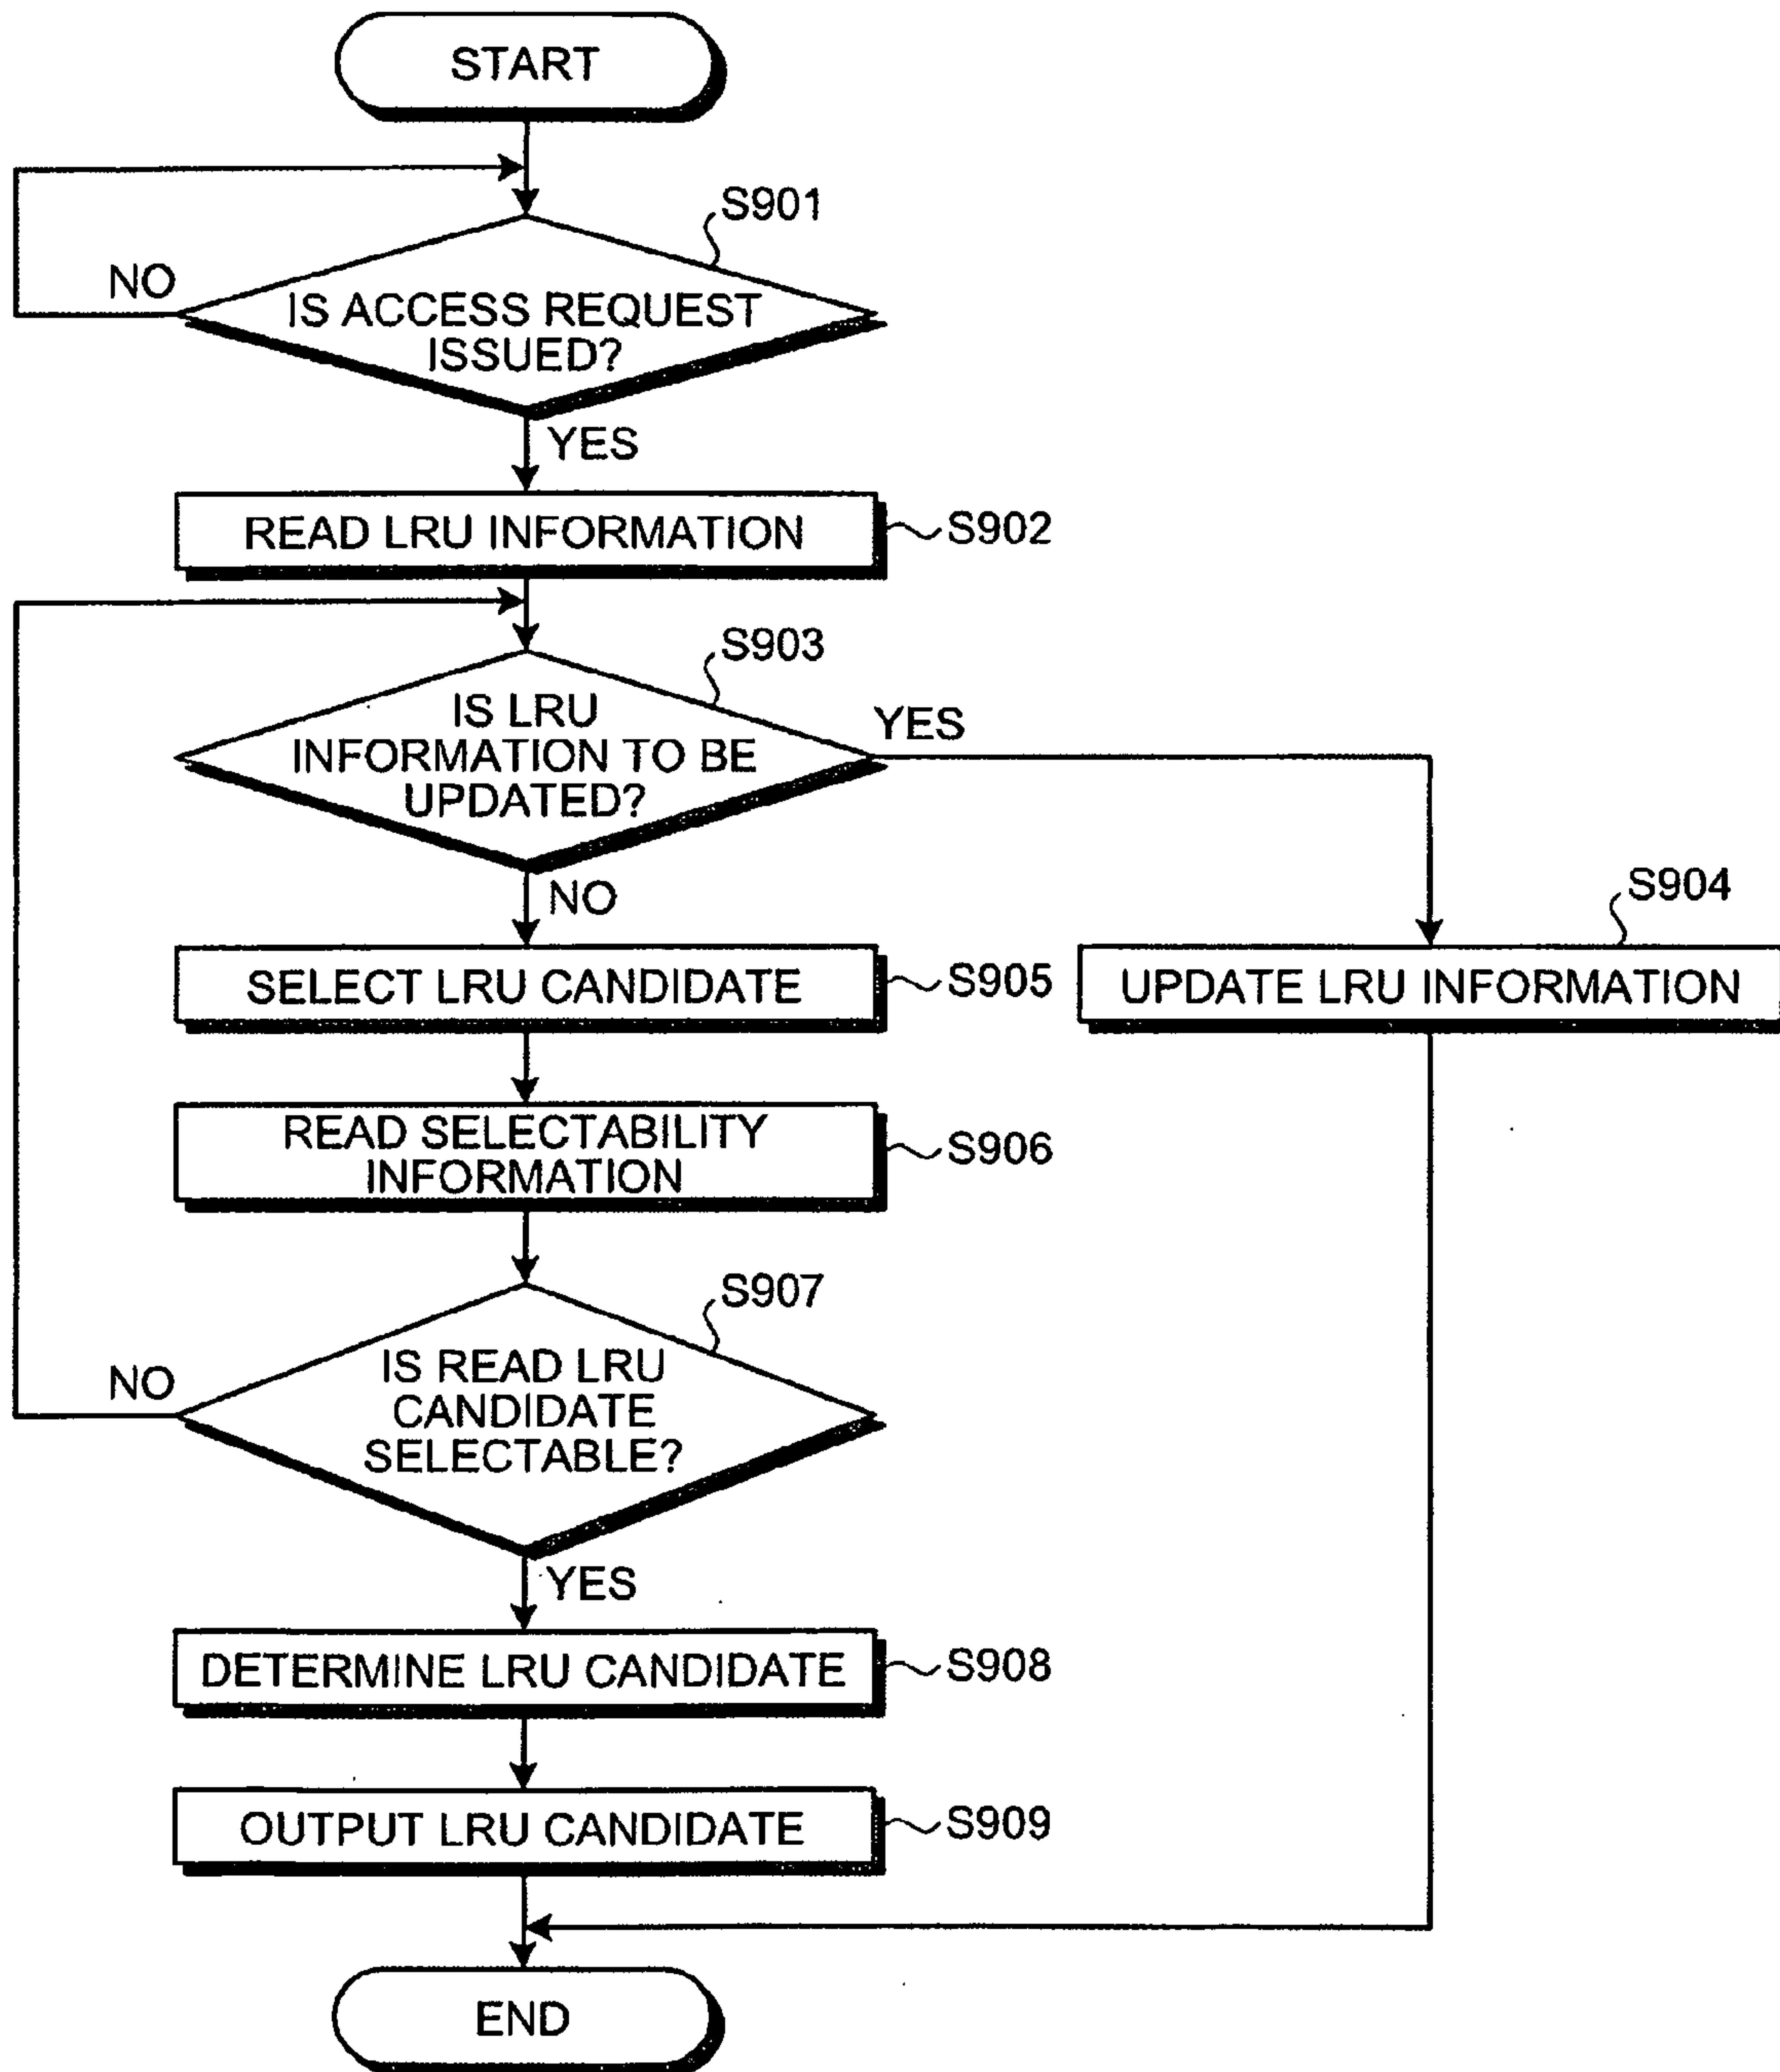 START
S901
NO
IS ACCESS REQUEST
ISSUED?
YES
READ LRU INFORMATION
S902
S903
IS LRU
INFORMATION TO BE
UPDATED?
YES
NO
S904
SELECT LRU CANDIDATE
S905
UPDATE LRU INFORMATION
READ SELECTABILITY
INFORMATION
S906
S907
NO
IS READ LRU
CANDIDATE
SELECTABLE?
YES
DETERMINE LRU CANDIDATE
S908
OUTPUT LRU CANDIDATE
S909
END